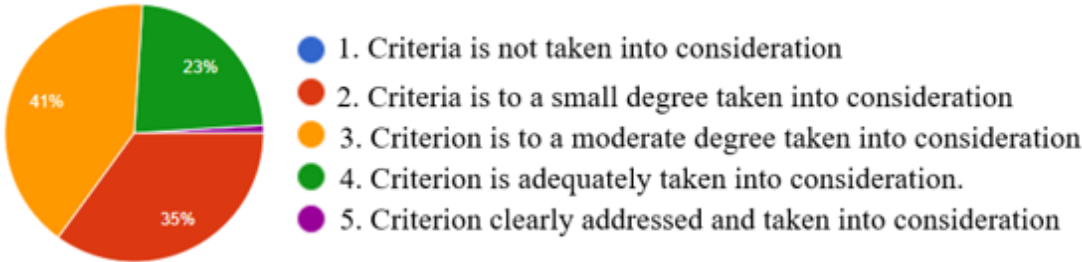 23%
41%
35%
1. Criteria is not taken into consideration
2. Criteria is to a small degree taken into consideration
3. Criterion is to a moderate degree taken into consideration
4. Criterion is adequately taken into consideration.
5. Criterion clearly addressed and taken into consideration